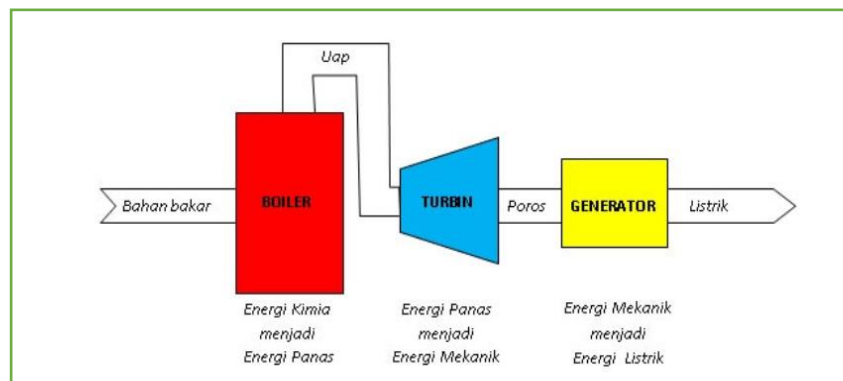 Uap
Bahan bakar
BOILER
TURBIN
Poros
GENERATOR
Listrik
Energi Kimia
menjadi
Energi Panas
Energi Panas
menjadi
Energi Mekanik
Energi Mekanik
menjadi
Energi Listrik